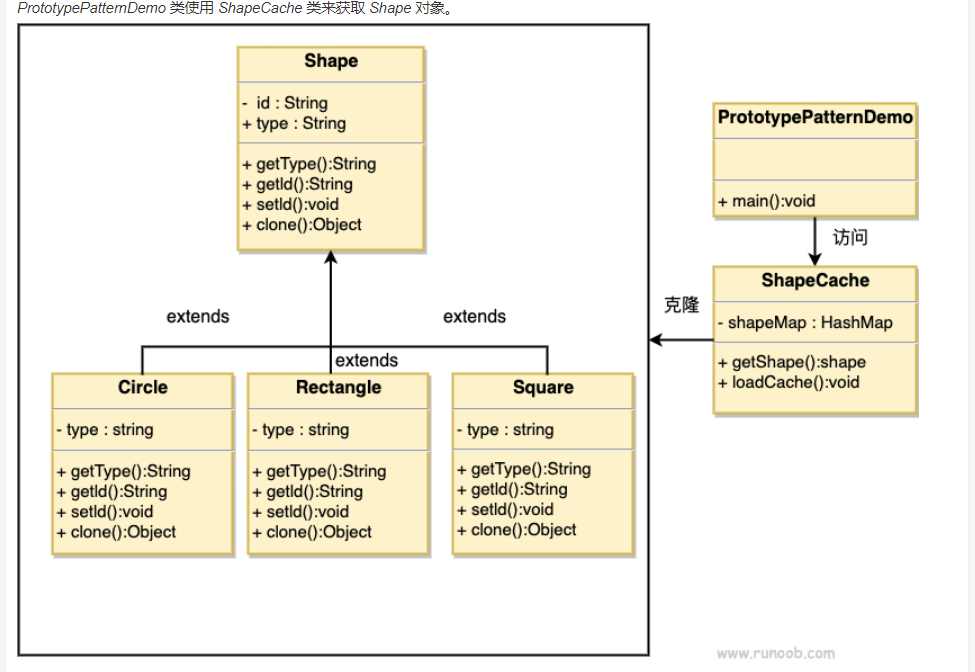 PrototypePatternDemo 类使用 ShapeCache 类来获取 Shape 对象。
Shape
- id : String
+ type : String
+ getType():String
+ getId():String
+ setId():void
+ clone():Object
PrototypePatternDemo
+ main():void
访问
ShapeCache
- shapeMap : HashMap
+ getShape():shape
+ loadCache():void
克隆
extends
extends
extends
Circle
- type : string
+ getType():String
+ getId():String
+ setId():void
+ clone():Object
Rectangle
- type : string
+ getType():String
+ getId():String
+ setId():void
+ clone():Object
Square
- type : string
+ getType():String
+ getId():String
+ setId():void
+ clone():Object
www.runoob.com